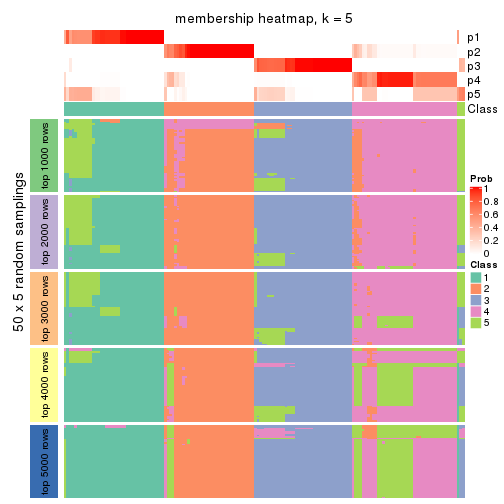 membership heatmap, k = 5
p1
p2
p3
p4
p5
Class
50 x 5 random samplings
top 1000 rows
top 2000 rows
top 3000 rows
top 4000 rows
top 5000 rows
Prob
1
0.8
0.6
0.4
0.2
0
Class
1
2
3
4
5